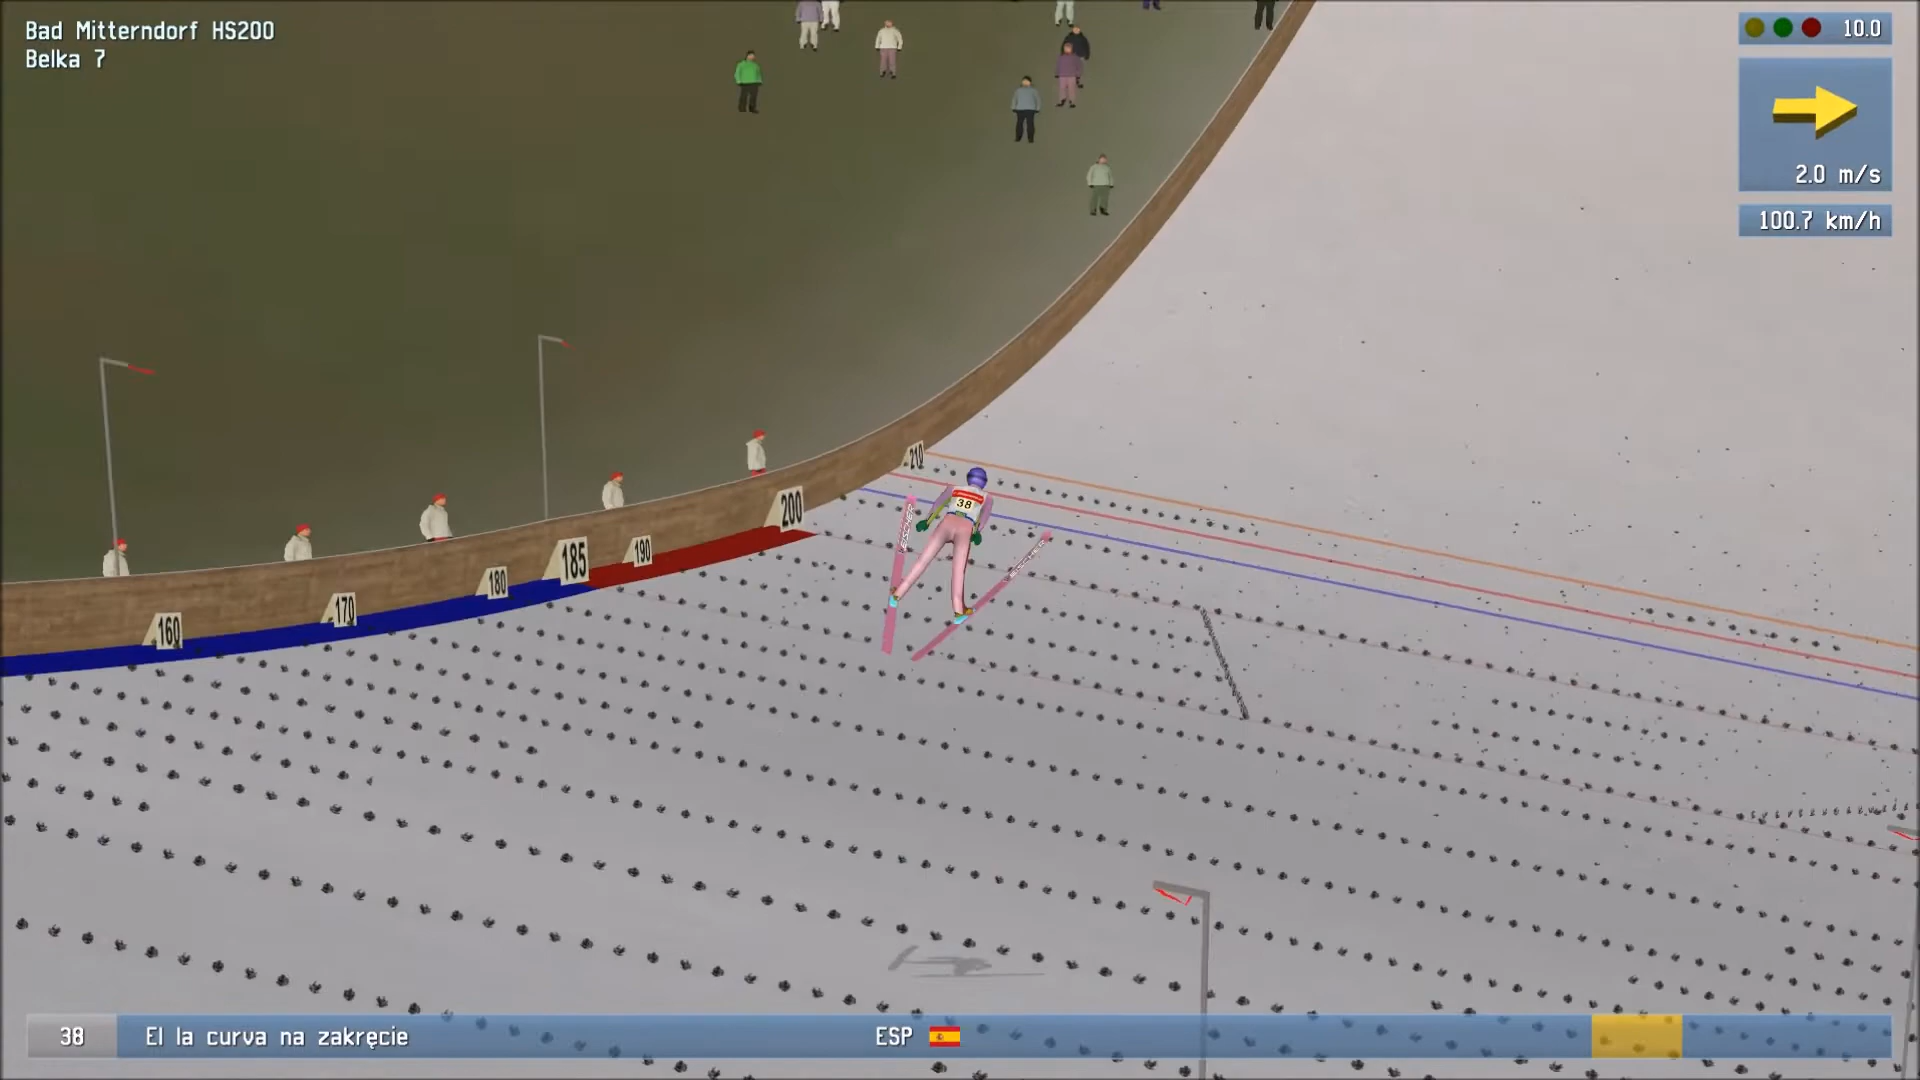 Bad Mitterndorf HS200
Belka 7
10.0
2.0 m/s
100.7 km/h
210
200
190
185
180
170
160
38
38 El la curva na zakręcie ESP